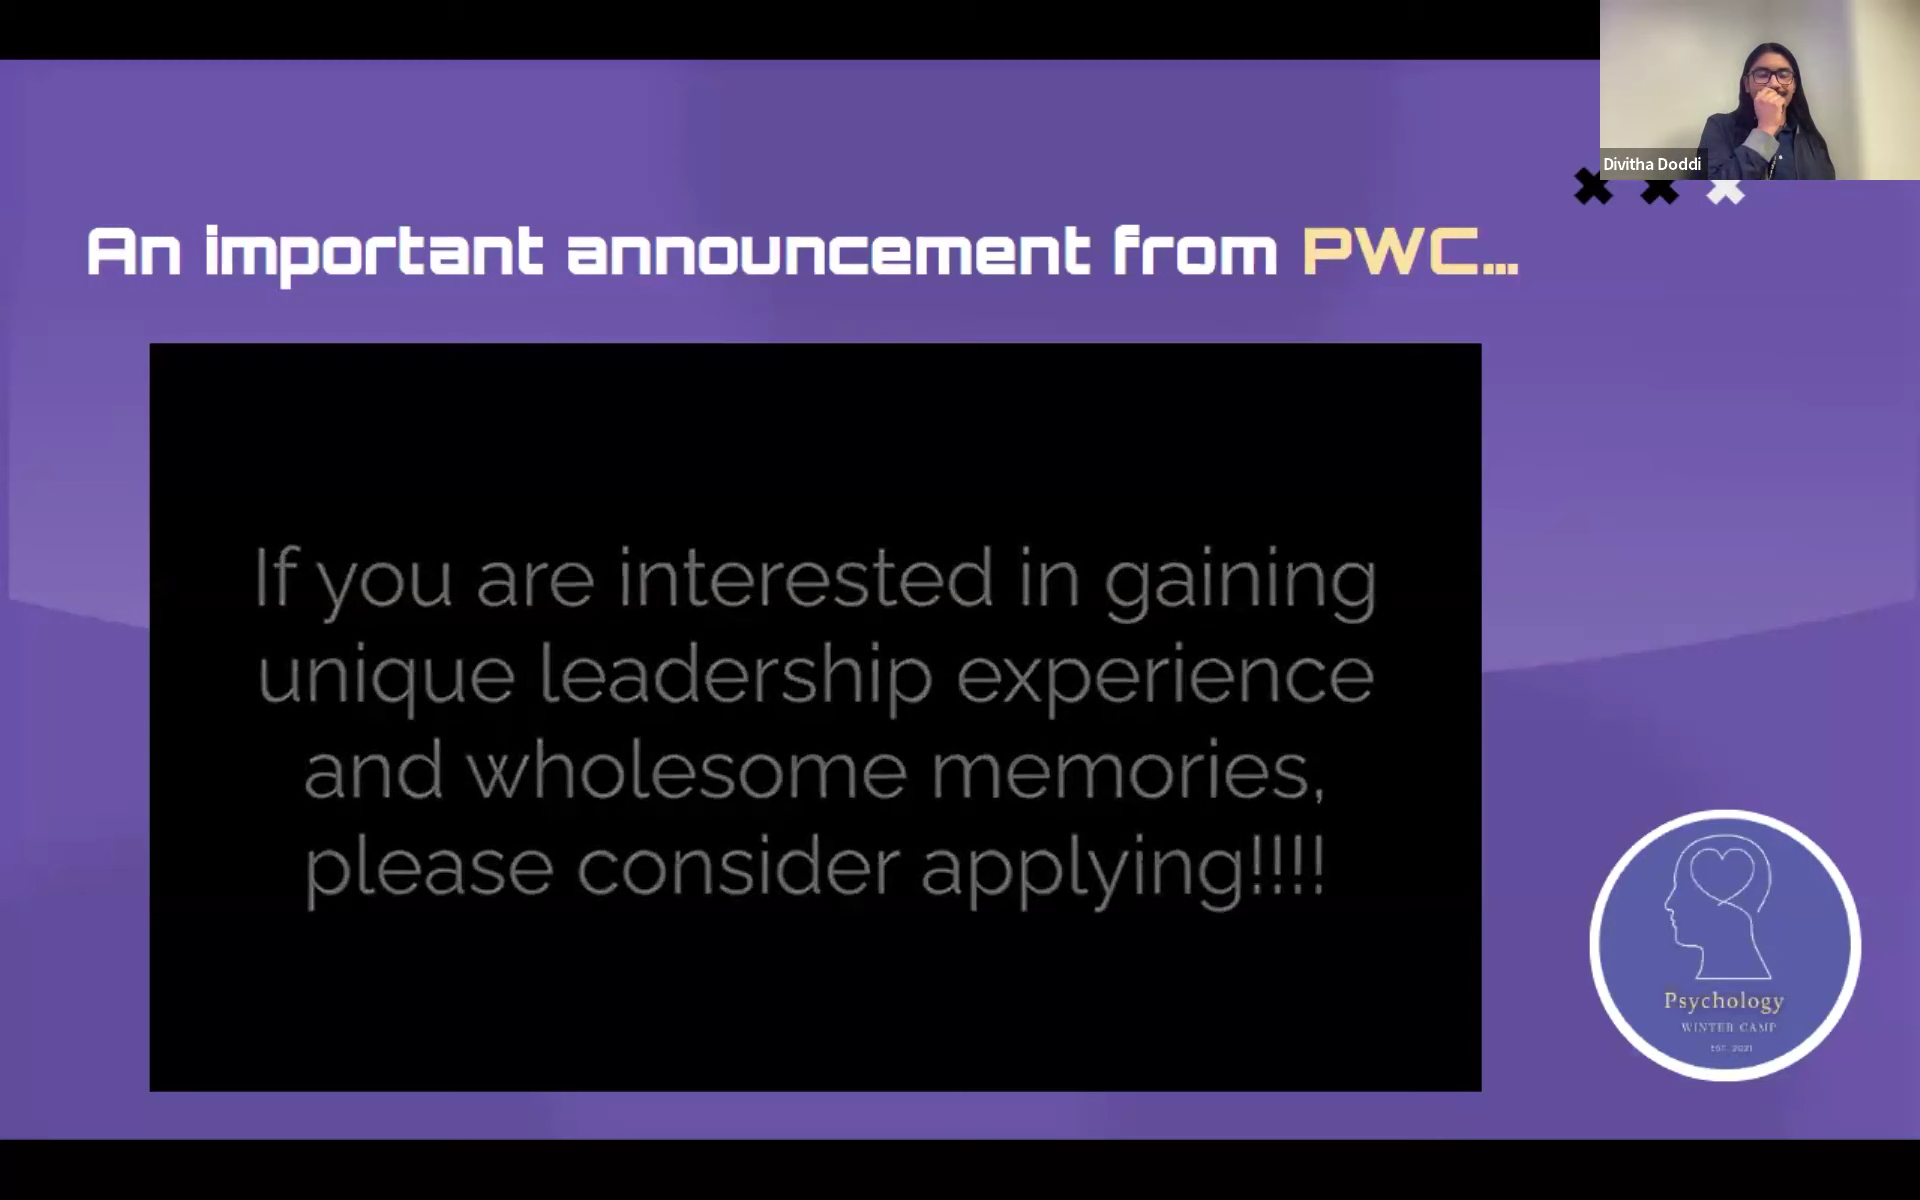 Divitha Doddi
An important announcement from PWC...
If you are interested in gaining
unique leadership experience
and wholesome memories,
please consider applying!!!!
Psychology
WINTER CAMP
EST. 2021